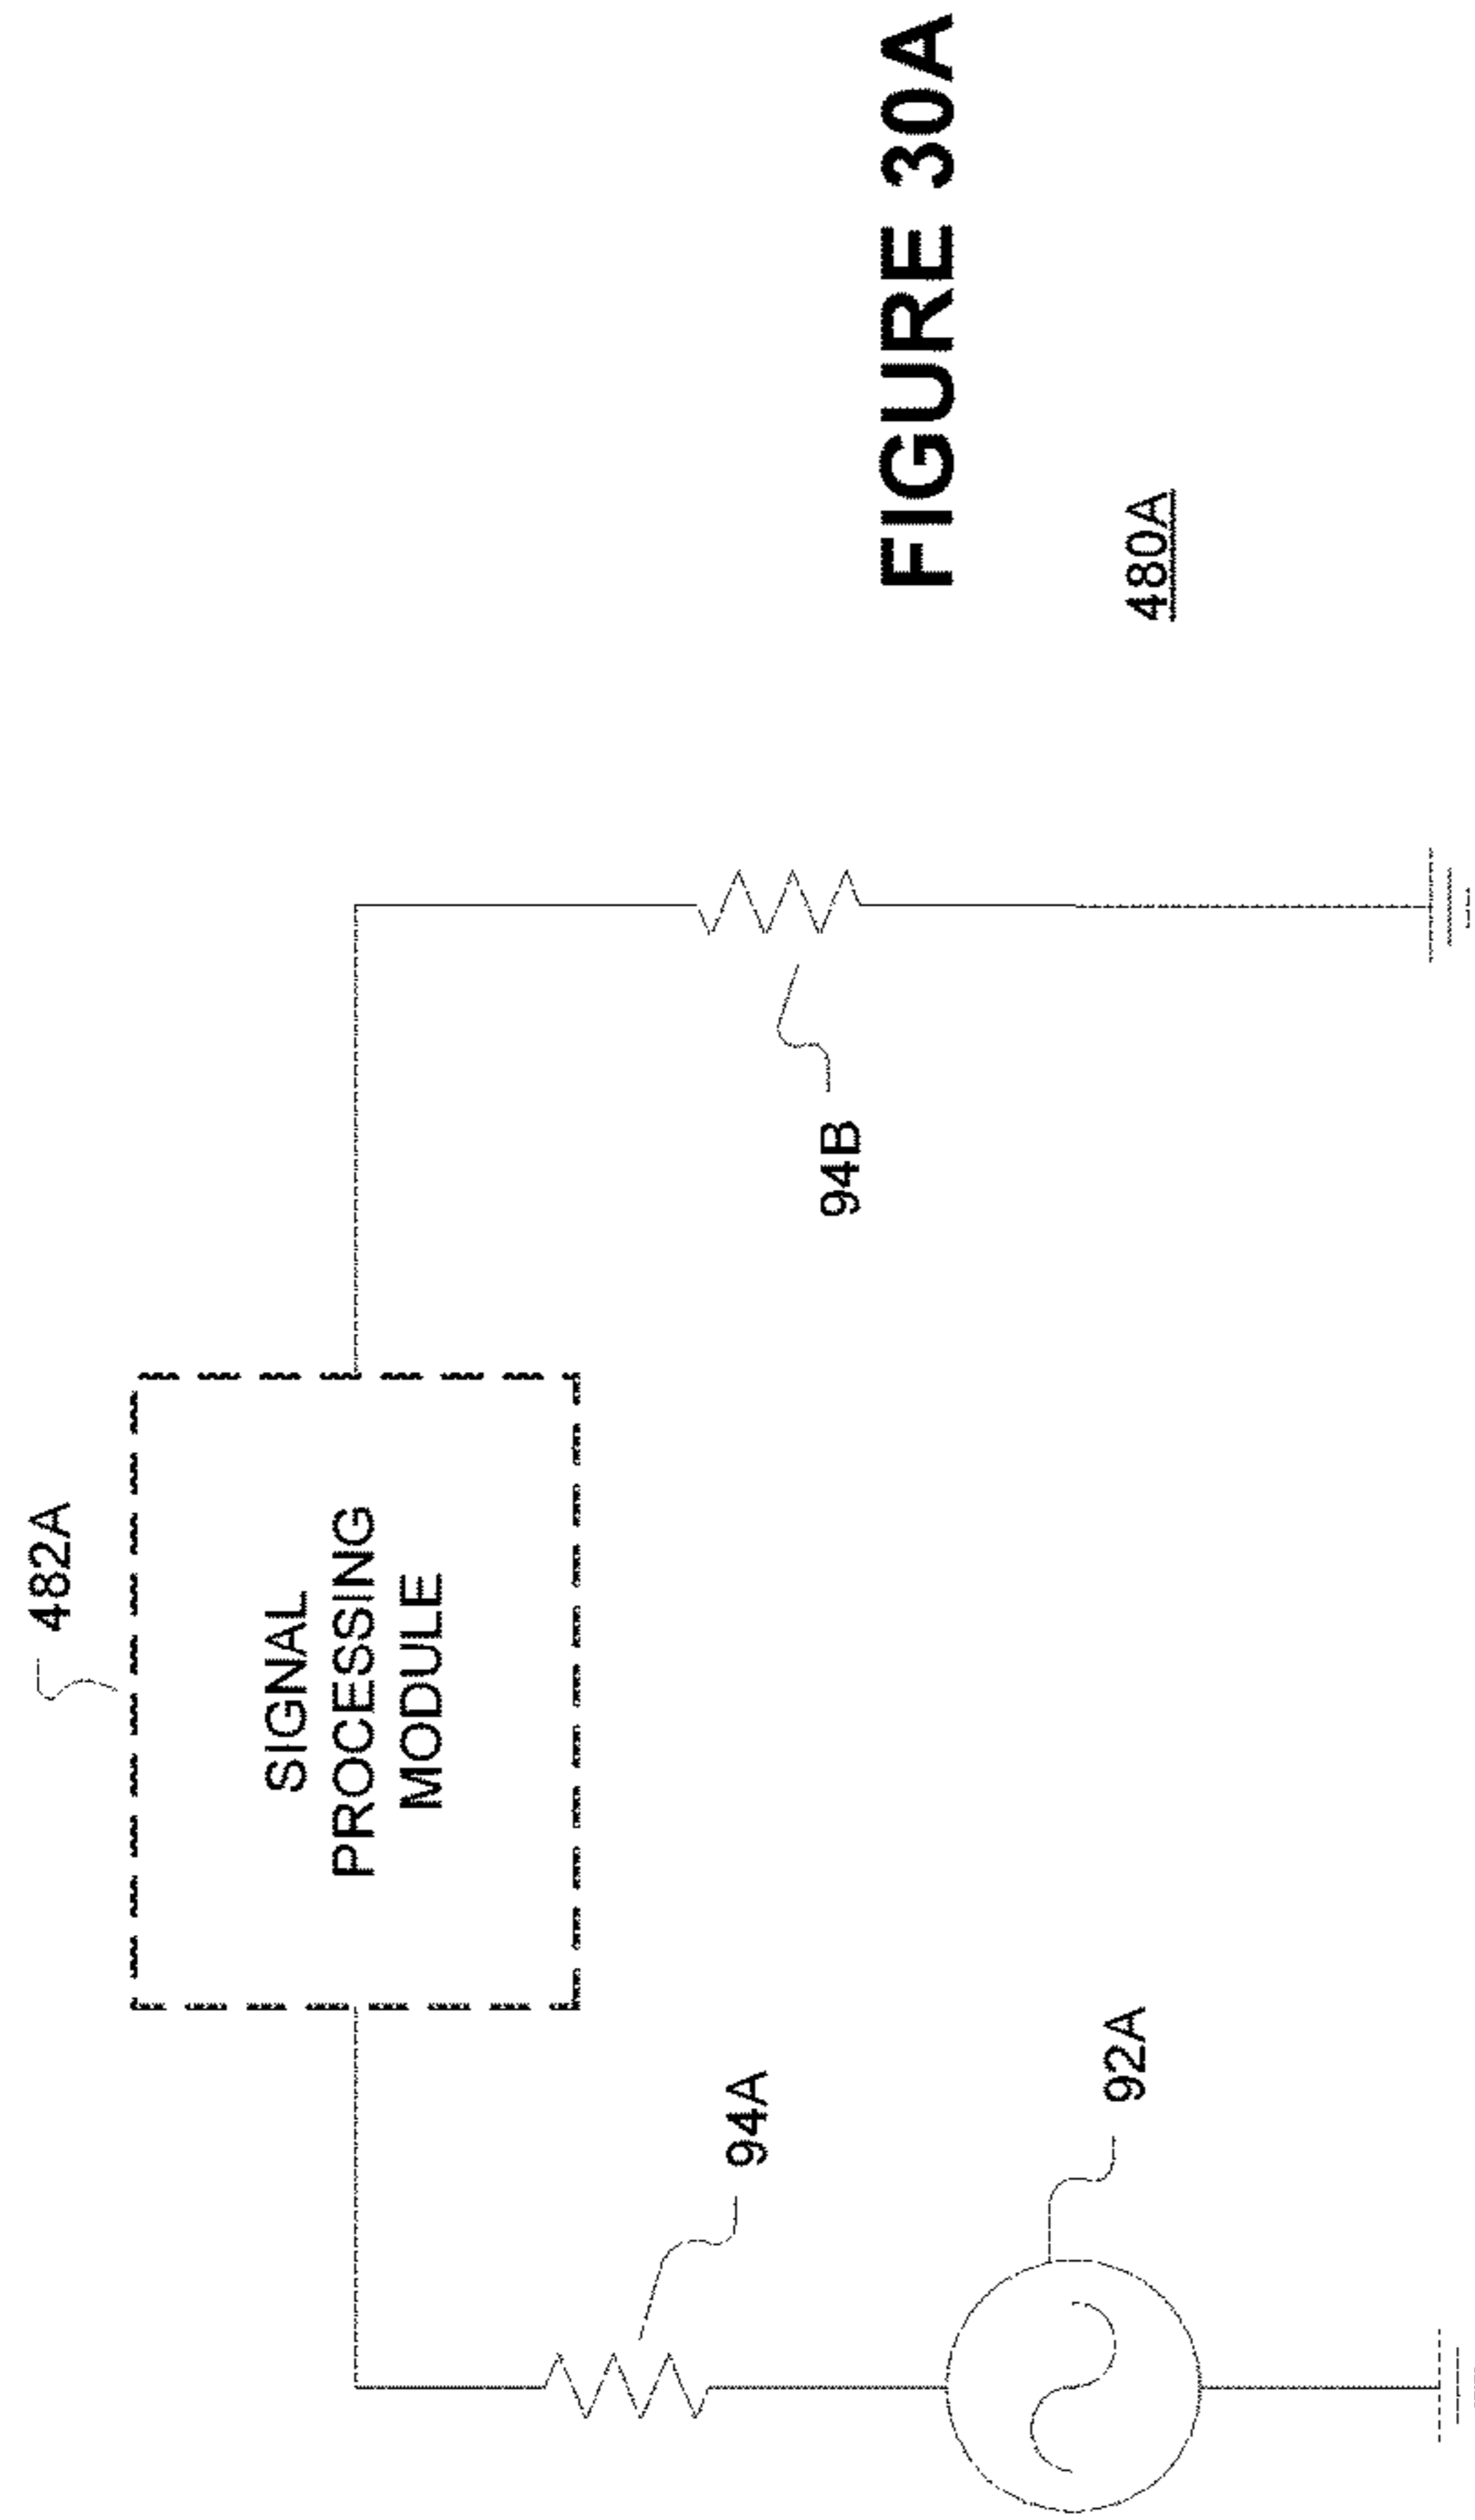 482A
SIGNAL
PROCESSING
MODULE
94A
94B
92A
FIGURE 30A
480A